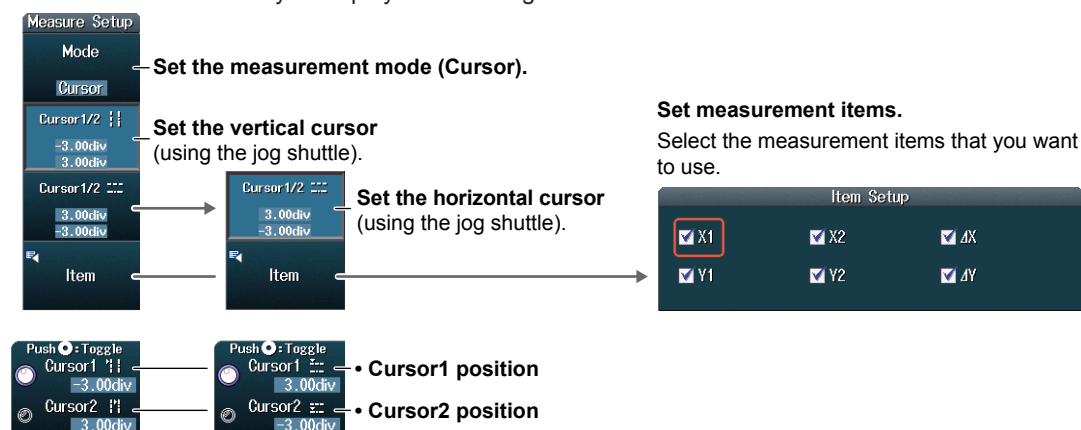 Measure Setup
Mode
Cursor
Set the measurement mode (Cursor).
Cursor1/2
-3.00div
3.00div
Set the vertical cursor
(using the jog shuttle).
Cursor1/2
3.00div
-3.00div
Item
Cursor1/2
3.00div
-3.00div
Item
Set the horizontal cursor
(using the jog shuttle).
Set measurement items.
Select the measurement items that you want
to use.
Item Setup
X1 X2 ΔX
Y1 Y2 ΔY
Push :Toggle
Cursor1
-3.00div
Cursor2
3.00div
Push :Toggle
Cursor1
3.00div
Cursor2
-3.00div
• Cursor1 position
• Cursor2 position